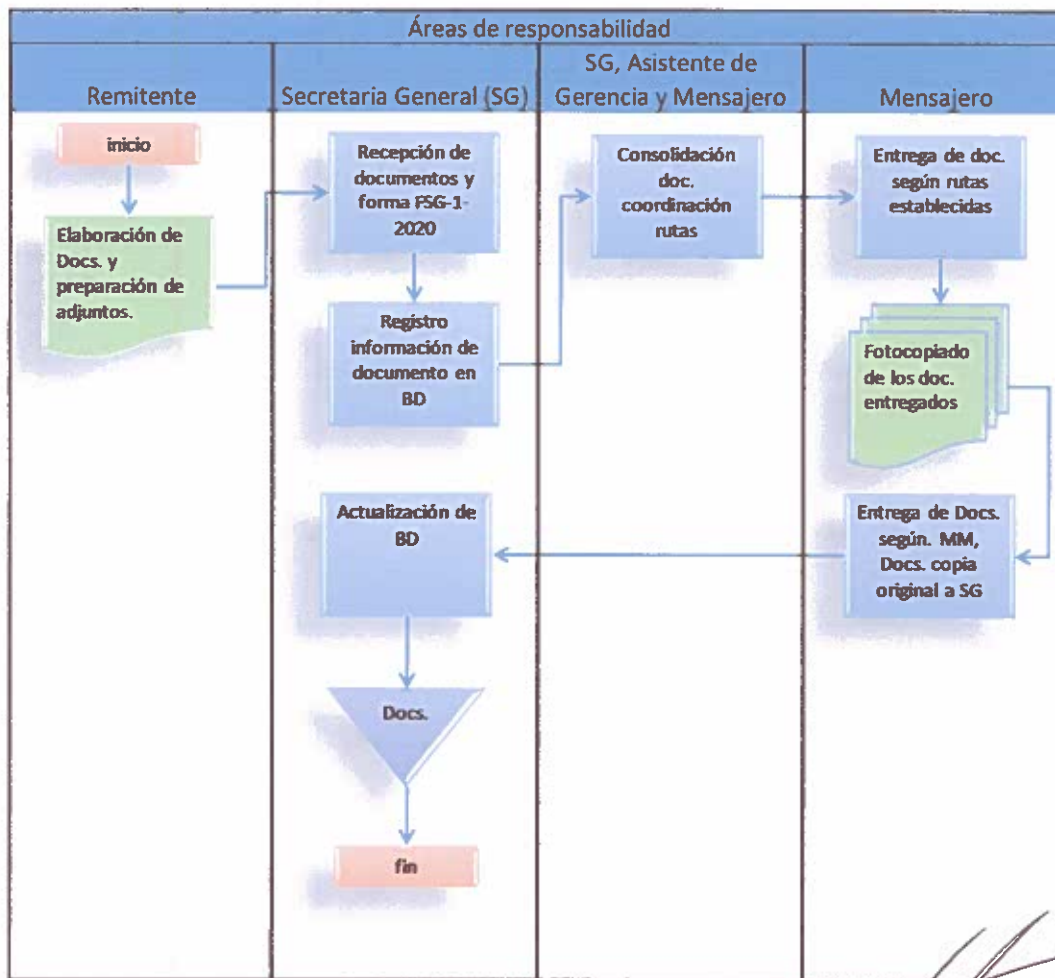 Áreas de responsabilidad
Remitente
Secretaria General (SG)
SG, Asistente de
Gerencia y Mensajero
Mensajero
inicio
Elaboración de
Docs. y
preparación de
adjuntos.
Recepción de
documentos y
forma FSG-1-
2020
Registro
información de
documento en
BD
Consolidación
doc.
coordinación
rutas
Entrega de doc.
según rutas
establecidas
Fotocopiado
de los doc.
entregados
Entrega de Docs.
según. MM,
Docs. copia
original a SG
Actualización de
BD
Docs.
fin